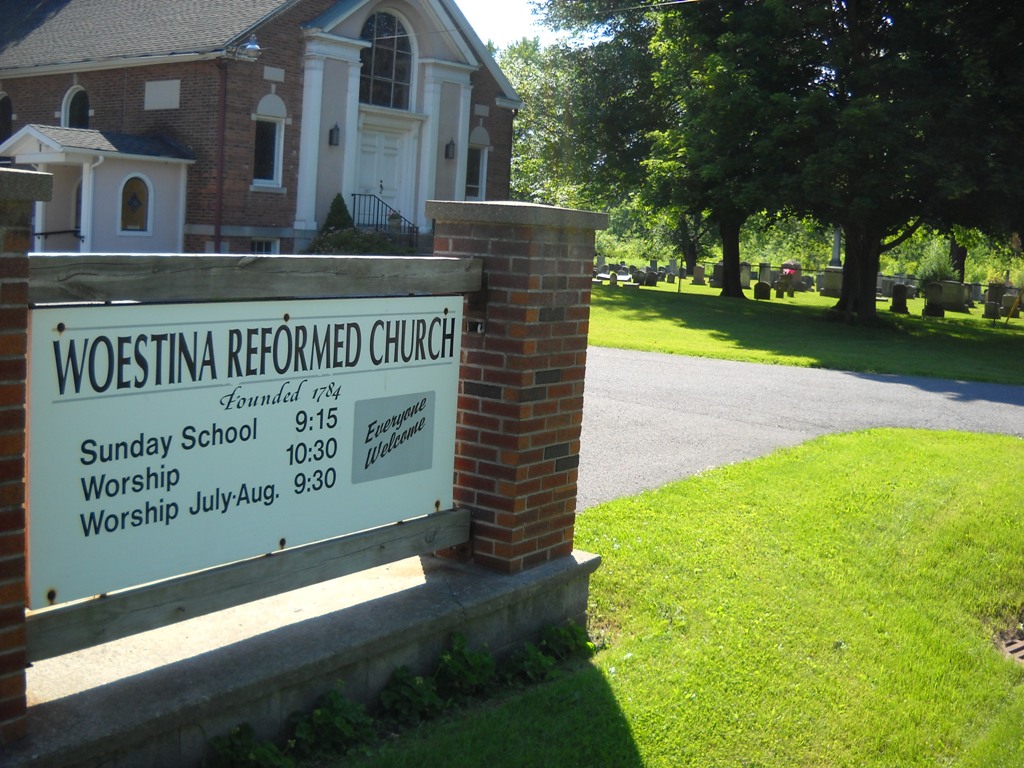 WOESTINA REFORMED CHURCH
Founded 1784
Sunday School 9:15
Worship 10:30
Worship July-Aug. 9:30
Everyone
Welcome